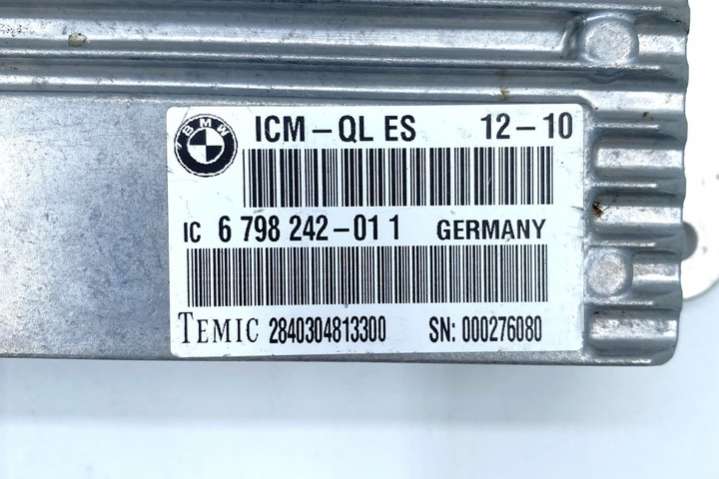 BMW
ICM-QL ES 12-10
IC 6 798 242-01 1 GERMANY
TEMIC 2840304813300 SN: 000276080